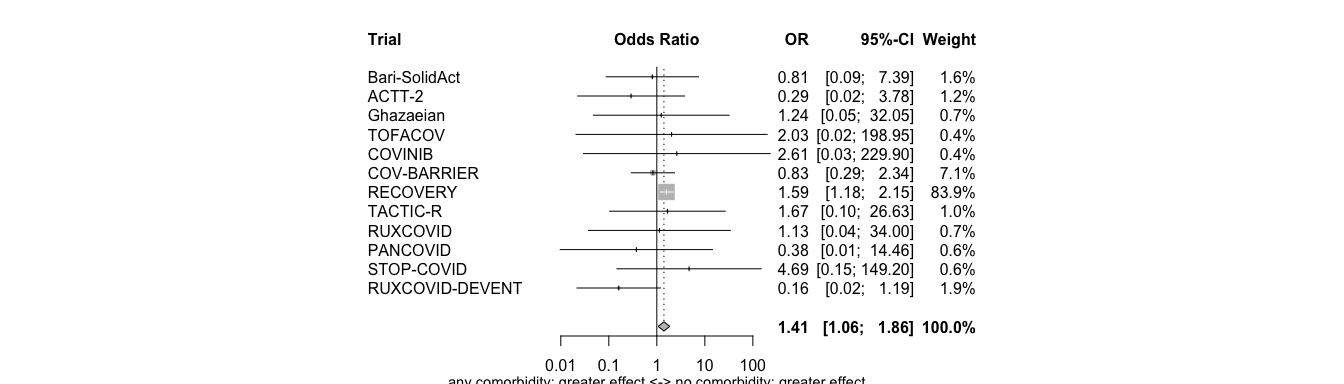 Trial Odds Ratio OR 95%-CI Weight
Bari-SolidAct 0.81 [0.09; 7.39] 1.6%
ACTT-2 0.29 [0.02; 3.78] 1.2%
Ghazaeian 1.24 [0.05; 32.05] 0.7%
TOFACOV 2.03 [0.02; 198.95] 0.4%
COVINIB 2.61 [0.03; 229.90] 0.4%
COV-BARRIER 0.83 [0.29; 2.34] 7.1%
RECOVERY 1.59 [1.18; 2.15] 83.9%
TACTIC-R 1.67 [0.10; 26.63] 1.0%
RUXCOVID 1.13 [0.04; 34.00] 0.7%
PANCOVID 0.38 [0.01; 14.46] 0.6%
STOP-COVID 4.69 [0.15; 149.20] 0.6%
RUXCOVID-DEVENT 0.16 [0.02; 1.19] 1.9%
1.41 [1.06; 1.86] 100.0%
0.01 0.1 1 10 100
any comorbidity: greater effect <-> no comorbidity: greater effect